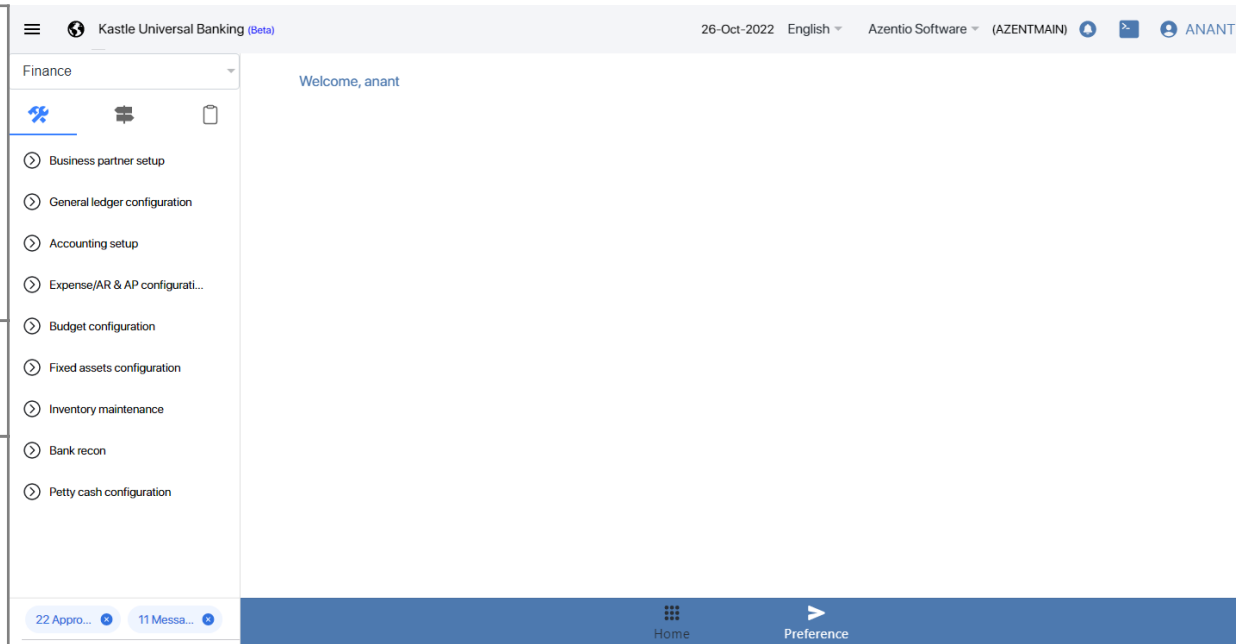 Kastle Universal Banking (Beta) 26-Oct-2022 English Azentio Software (AZENTMAIN) ANANT
Finance
Welcome, anant
Business partner setup
General ledger configuration
Accounting setup
Expense/AR & AP configurati...
Budget configuration
Fixed assets configuration
Inventory maintenance
Bank recon
Petty cash configuration
22 Appro... 11 Messa...
Home Preference